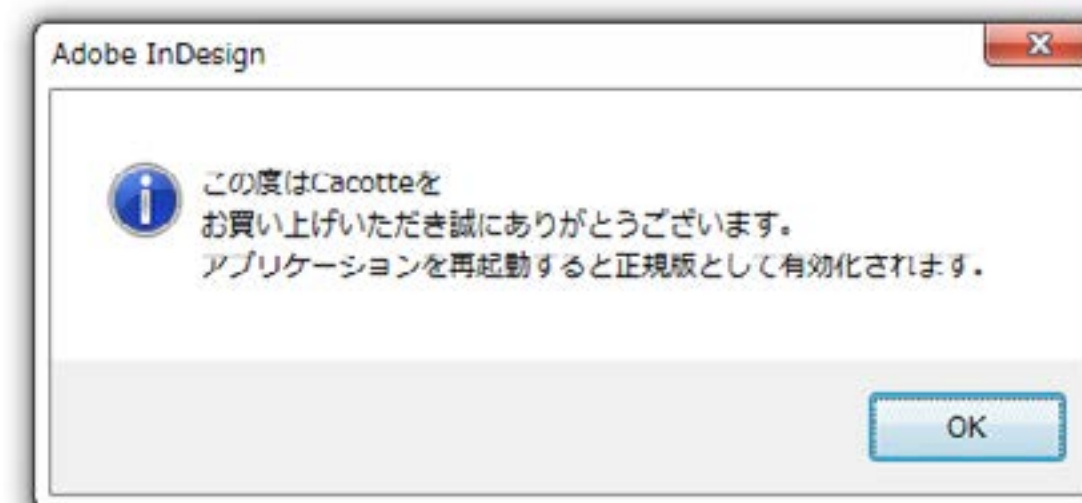 Adobe InDesign
この度はCacotteを
お買い上げいただき誠にありがとうございます。
アプリケーションを再起動すると正規版として有効化されます。
OK